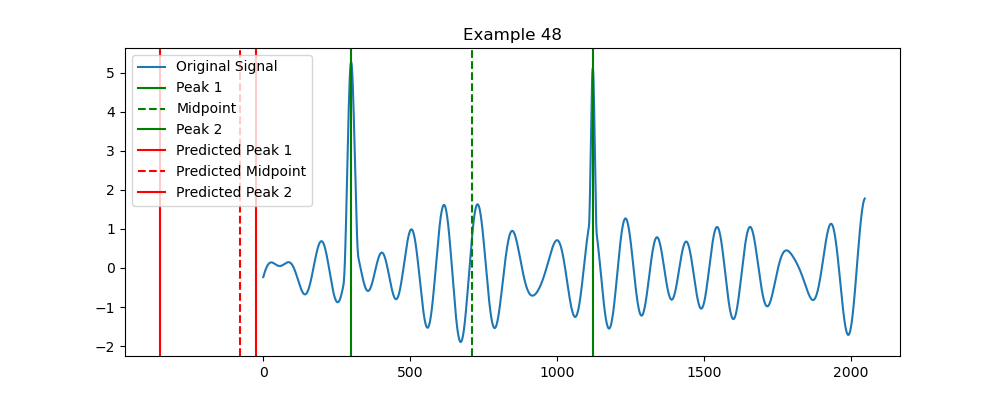 Example 48
Original Signal
Peak 1
Midpoint
Peak 2
Predicted Peak 1
Predicted Midpoint
Predicted Peak 2
5
4
3
2
1
0
−1
−2
0 500 1000 1500 2000